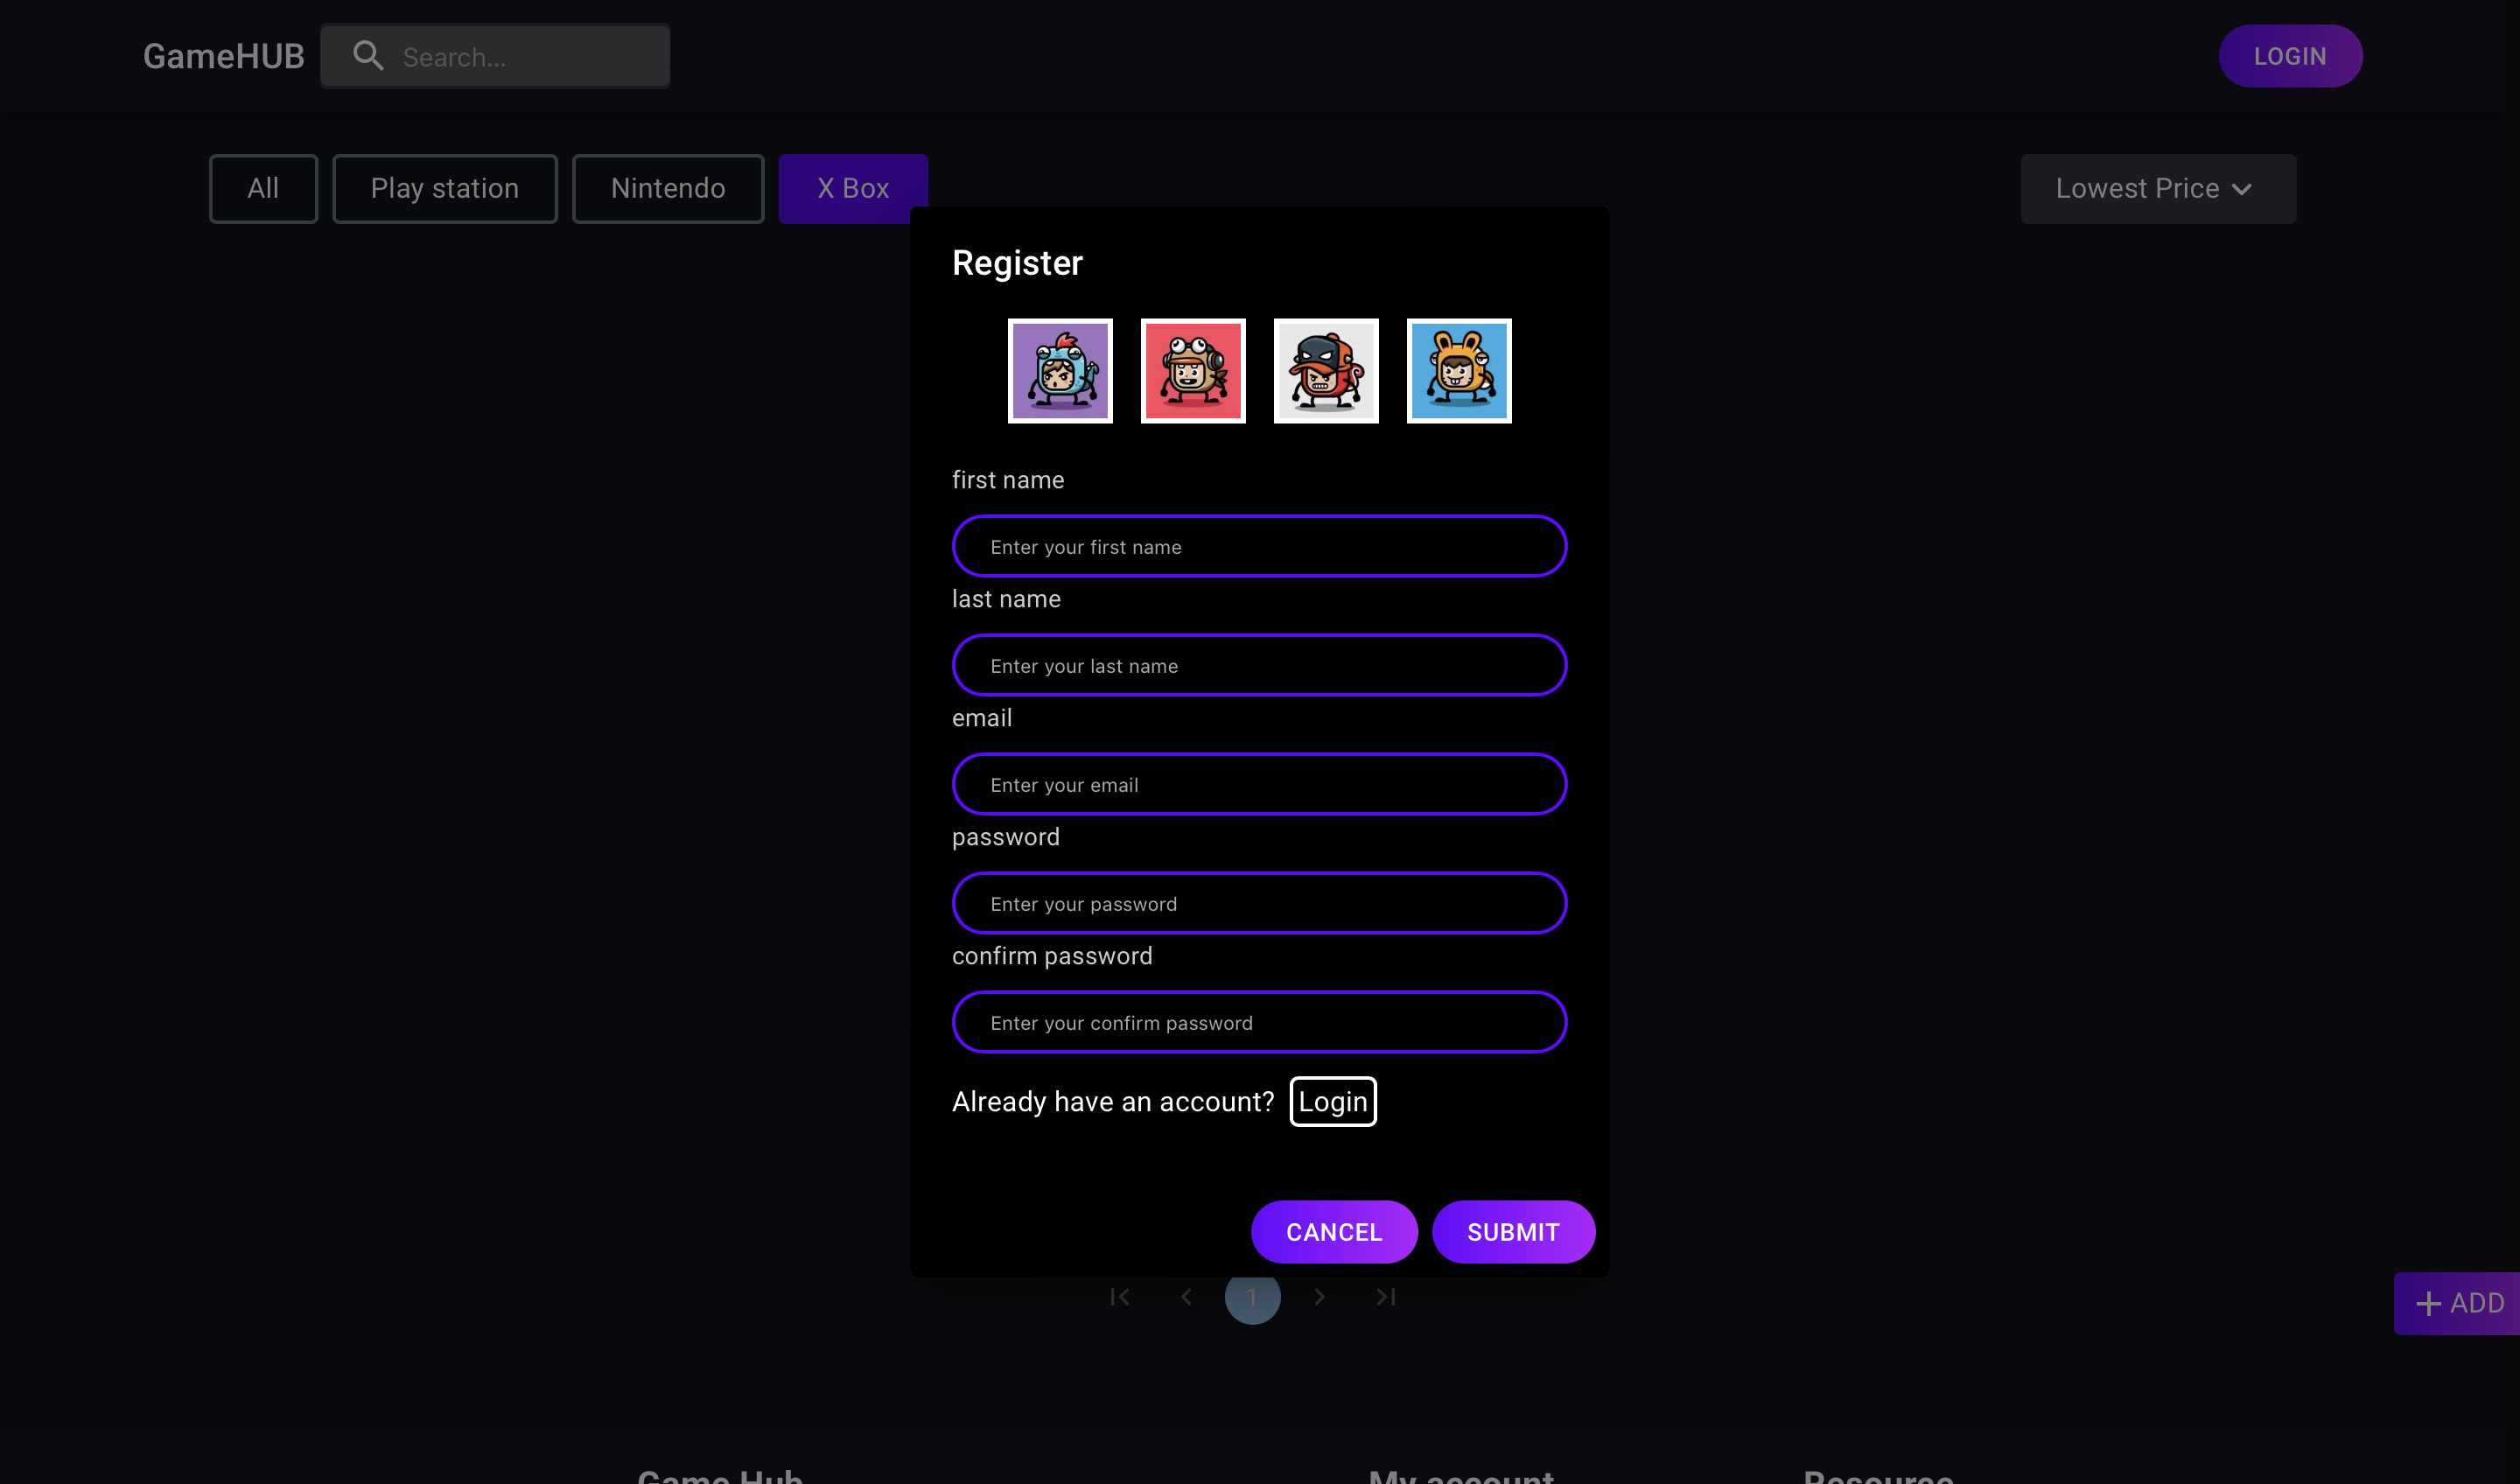 GameHUB
Search...
LOGIN
All
Play station
Nintendo
X Box
Lowest Price
Register
first name
Enter your first name
last name
Enter your last name
email
Enter your email
password
Enter your password
confirm password
Enter your confirm password
Already have an account? Login
CANCEL
SUBMIT
1
ADD
Game Hub
My account
Resource